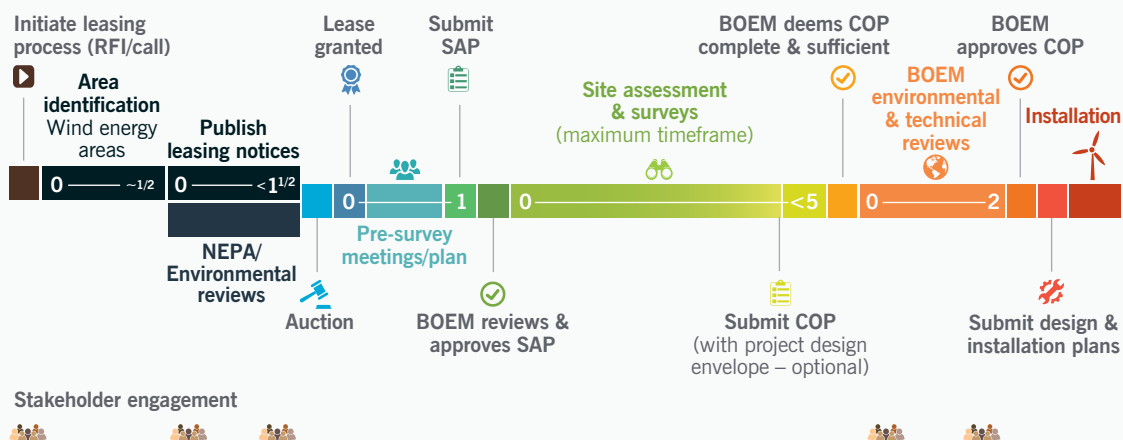 Initiate leasing
process (RFI/call)
Area
identification
Wind energy
areas
0 ~1/2
Publish
leasing notices
0 <1 1/2
NEPA/
Environmental
reviews
Auction
Lease
granted
0 1
Pre-survey
meetings/plan
Submit
SAP
BOEM reviews &
approves SAP
Site assessment
& surveys
(maximum timeframe)
0 <5
Submit COP
(with project design
envelope – optional)
BOEM deems COP
complete & sufficient
BOEM
environmental
& technical
reviews
0 2
BOEM
approves COP
Submit design &
installation plans
Installation
Stakeholder engagement